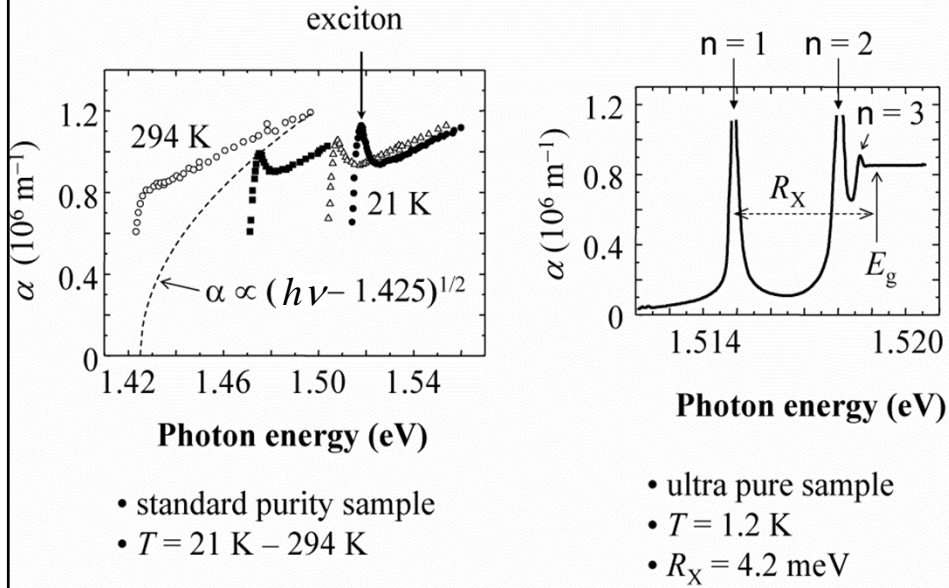 exciton
1.2
0.8
0.4
0
α (10⁶ m⁻¹)
294 K
21 K
α ∝ (hν – 1.425)^1/2
1.42 1.46 1.50 1.54
Photon energy (eV)
• standard purity sample
• T = 21 K – 294 K
n = 1 n = 2
n = 3
1.2
0.8
0.4
0
α (10⁶ m⁻¹)
R_X
E_g
1.514 1.520
Photon energy (eV)
• ultra pure sample
• T = 1.2 K
• R_X = 4.2 meV